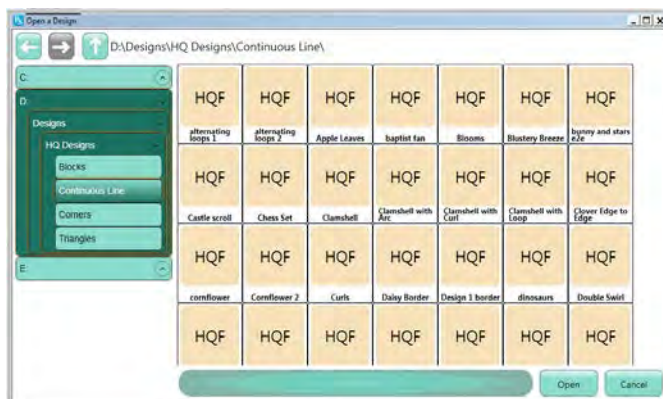 Open a Design
D:\Designs\HQ Designs\Continuous Line\
C:
D:
Designs
HQ Designs
Blocks
Continuous Line
Corners
Triangles
E:
HQF HQF HQF HQF HQF HQF HQF
alternating loops 1
alternating loops 2
Apple Leaves
baptist fan
Blooms
Blustery Breeze
bunny and stars e2e
HQF HQF HQF HQF HQF HQF HQF
Castle scroll
Chess Set
Clamshell
Clamshell with Arc
Clamshell with Curl
Clamshell with Loop
Clover Edge to Edge
HQF HQF HQF HQF HQF HQF HQF
cornflower
Cornflower 2
Curls
Daisy Border
Design 1 border
dinosaurs
Double Swirl
HQF HQF HQF HQF HQF HQF HQF
Open
Cancel